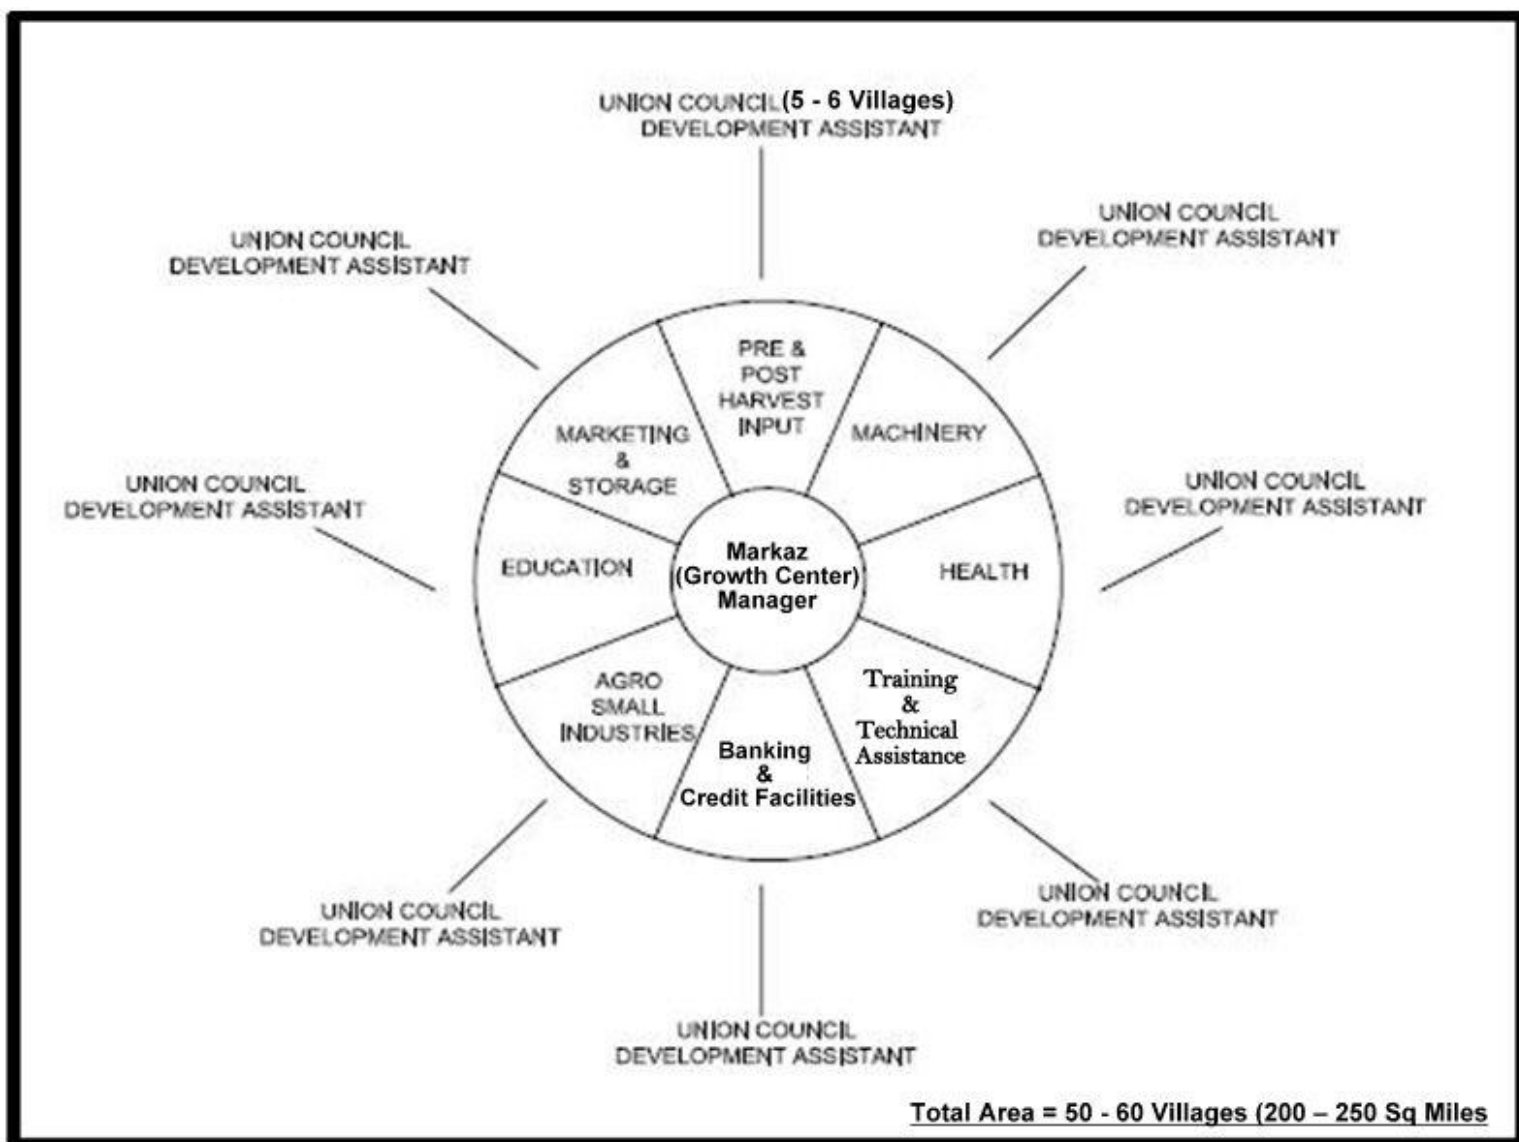 UNION COUNCIL(5 - 6 Villages)
DEVELOPMENT ASSISTANT
UNION COUNCIL
DEVELOPMENT ASSISTANT
UNION COUNCIL
DEVELOPMENT ASSISTANT
UNION COUNCIL
DEVELOPMENT ASSISTANT
UNION COUNCIL
DEVELOPMENT ASSISTANT
PRE &
POST
HARVEST
INPUT
MARKETING
&
STORAGE
MACHINERY
EDUCATION
Markaz
(Growth Center)
Manager
HEALTH
AGRO
SMALL
INDUSTRIES
Banking
&
Credit Facilities
Training
&
Technical
Assistance
UNION COUNCIL
DEVELOPMENT ASSISTANT
UNION COUNCIL
DEVELOPMENT ASSISTANT
UNION COUNCIL
DEVELOPMENT ASSISTANT
Total Area = 50 - 60 Villages (200 – 250 Sq Miles